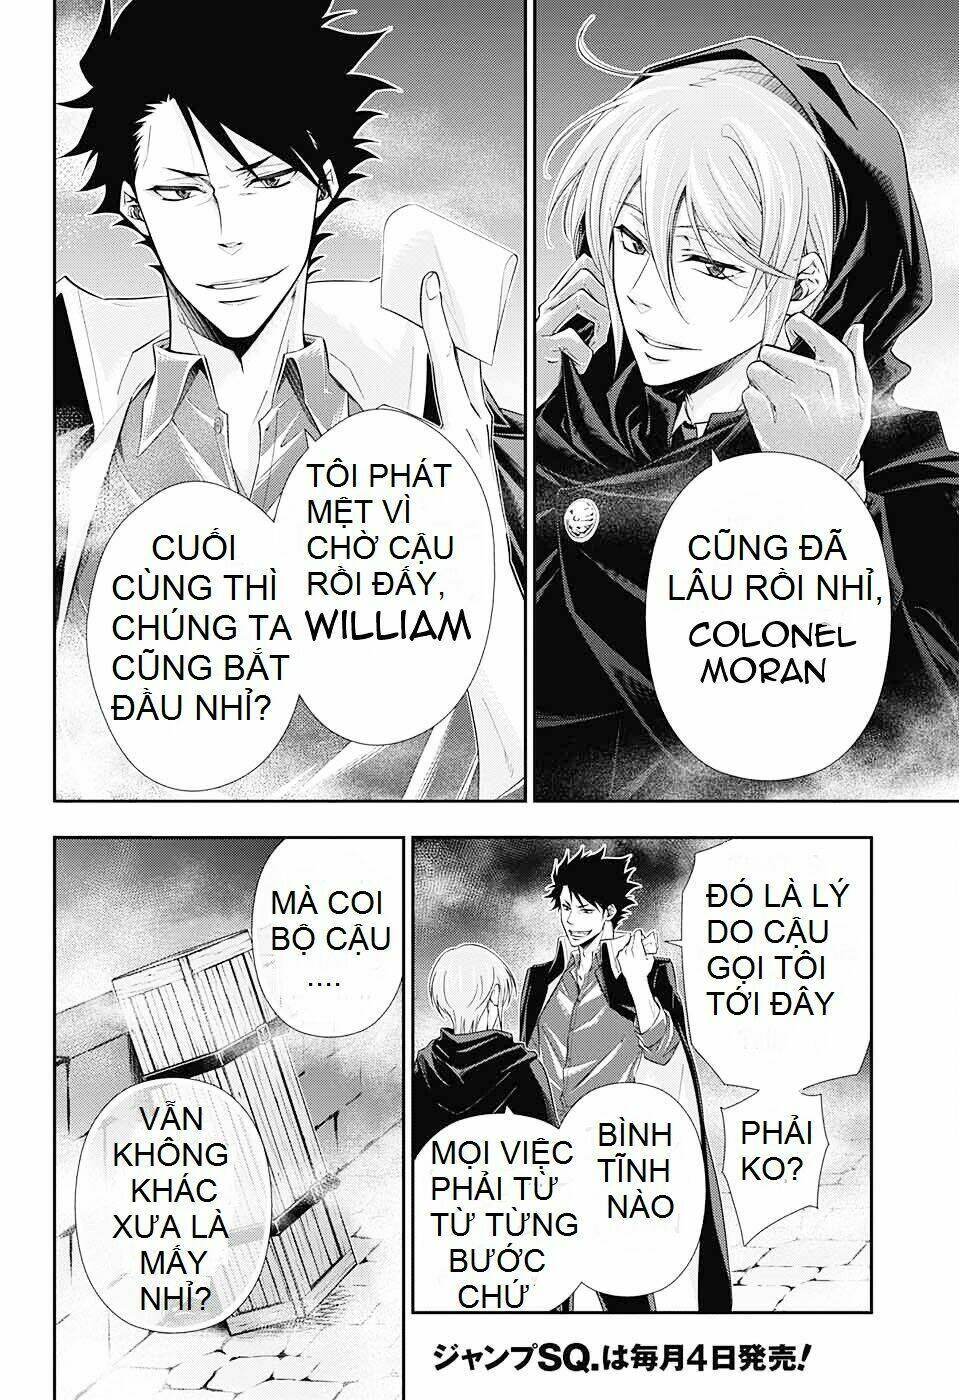 CŨNG ĐÃ
LÂU RỒI NHỈ,
COLONEL
MORAN
TÔI PHÁT
MỆT VÌ
CHỜ CẬU
RỒI ĐẤY,
WILLIAM
CUỐI
CÙNG THÌ
CHÚNG TA
CŨNG BẮT
ĐẦU NHỈ?
ĐÓ LÀ LÝ
DO CẬU
GỌI TÔI
TỚI ĐÂY
PHẢI
KO?
BÌNH
TĨNH
NÀO
MỌI VIỆC
PHẢI TỪ
TỪ TỪNG
BƯỚC
CHỨ
MÀ COI
BỘ CẬU
....
VẪN
KHÔNG
KHÁC
XƯA LÀ
MẤY
NHỈ?
ジャンプSQ.は毎月4日発売!